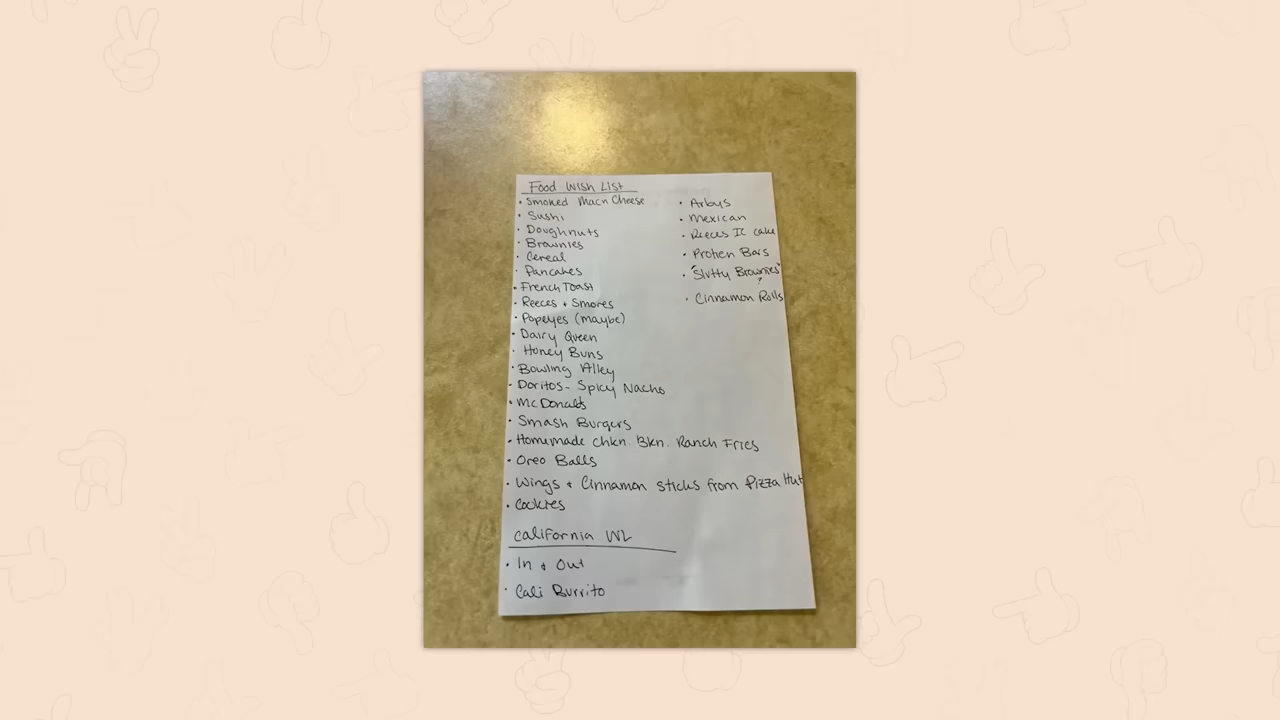 Food Wish List
• Smoked Mac n Cheese
• Sushi
• Doughnuts
• Brownies
• Cereal
• Pancakes
• French Toast
• Reeces + Smores
• Popeyes (maybe)
• Dairy Queen
• Honey Buns
• Bowling Alley
• Doritos - Spicy Nacho
• McDonalds
• Smash Burgers
• Homemade Chkn. Bkn. Ranch Fries
• Oreo Balls
• Wings + Cinnamon Sticks from Pizza Hut
• Cookies
• Arbys
• Mexican
• Reeces IC Cake
• Protien Bars
• "Slutty Brownies"
?
• Cinnamon Rolls
California WL
• In + Out
• Cali Burrito